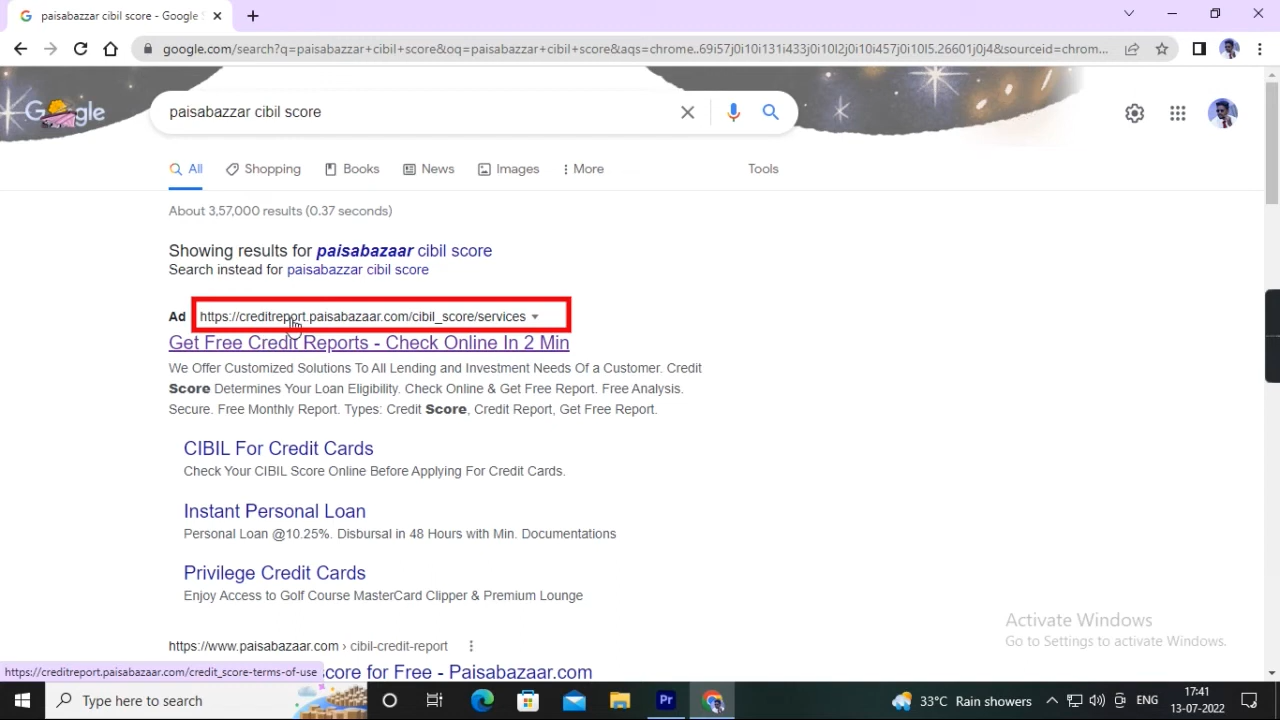 paisabazzar cibil score - Google S
google.com/search?q=paisabazzar+cibil+score&oq=paisabazzar+cibil+score&aqs=chrome..69i57j0i10i131i433j0i10l2j0i10i457j0i10l5.26601j0j4&sourceid=chrom...
Google
paisabazzar cibil score
All Shopping Books News Images More Tools
About 3,57,000 results (0.37 seconds)
Showing results for paisabazaar cibil score
Search instead for paisabazzar cibil score
Ad https://creditreport.paisabazaar.com/cibil_score/services
Get Free Credit Reports - Check Online In 2 Min
We Offer Customized Solutions To All Lending and Investment Needs Of a Customer. Credit
Score Determines Your Loan Eligibility. Check Online & Get Free Report. Free Analysis.
Secure. Free Monthly Report. Types: Credit Score, Credit Report, Get Free Report.
CIBIL For Credit Cards
Check Your CIBIL Score Online Before Applying For Credit Cards.
Instant Personal Loan
Personal Loan @10.25%. Disbursal in 48 Hours with Min. Documentations
Privilege Credit Cards
Enjoy Access to Golf Course MasterCard Clipper & Premium Lounge
Activate Windows
Go to Settings to activate Windows.
https://www.paisabazaar.com › cibil-credit-report
https://creditreport.paisabazaar.com/credit_score-terms-of-use
score for Free - Paisabazaar.com
Type here to search
Pr
33°C Rain showers
ENG
17:41
13-07-2022